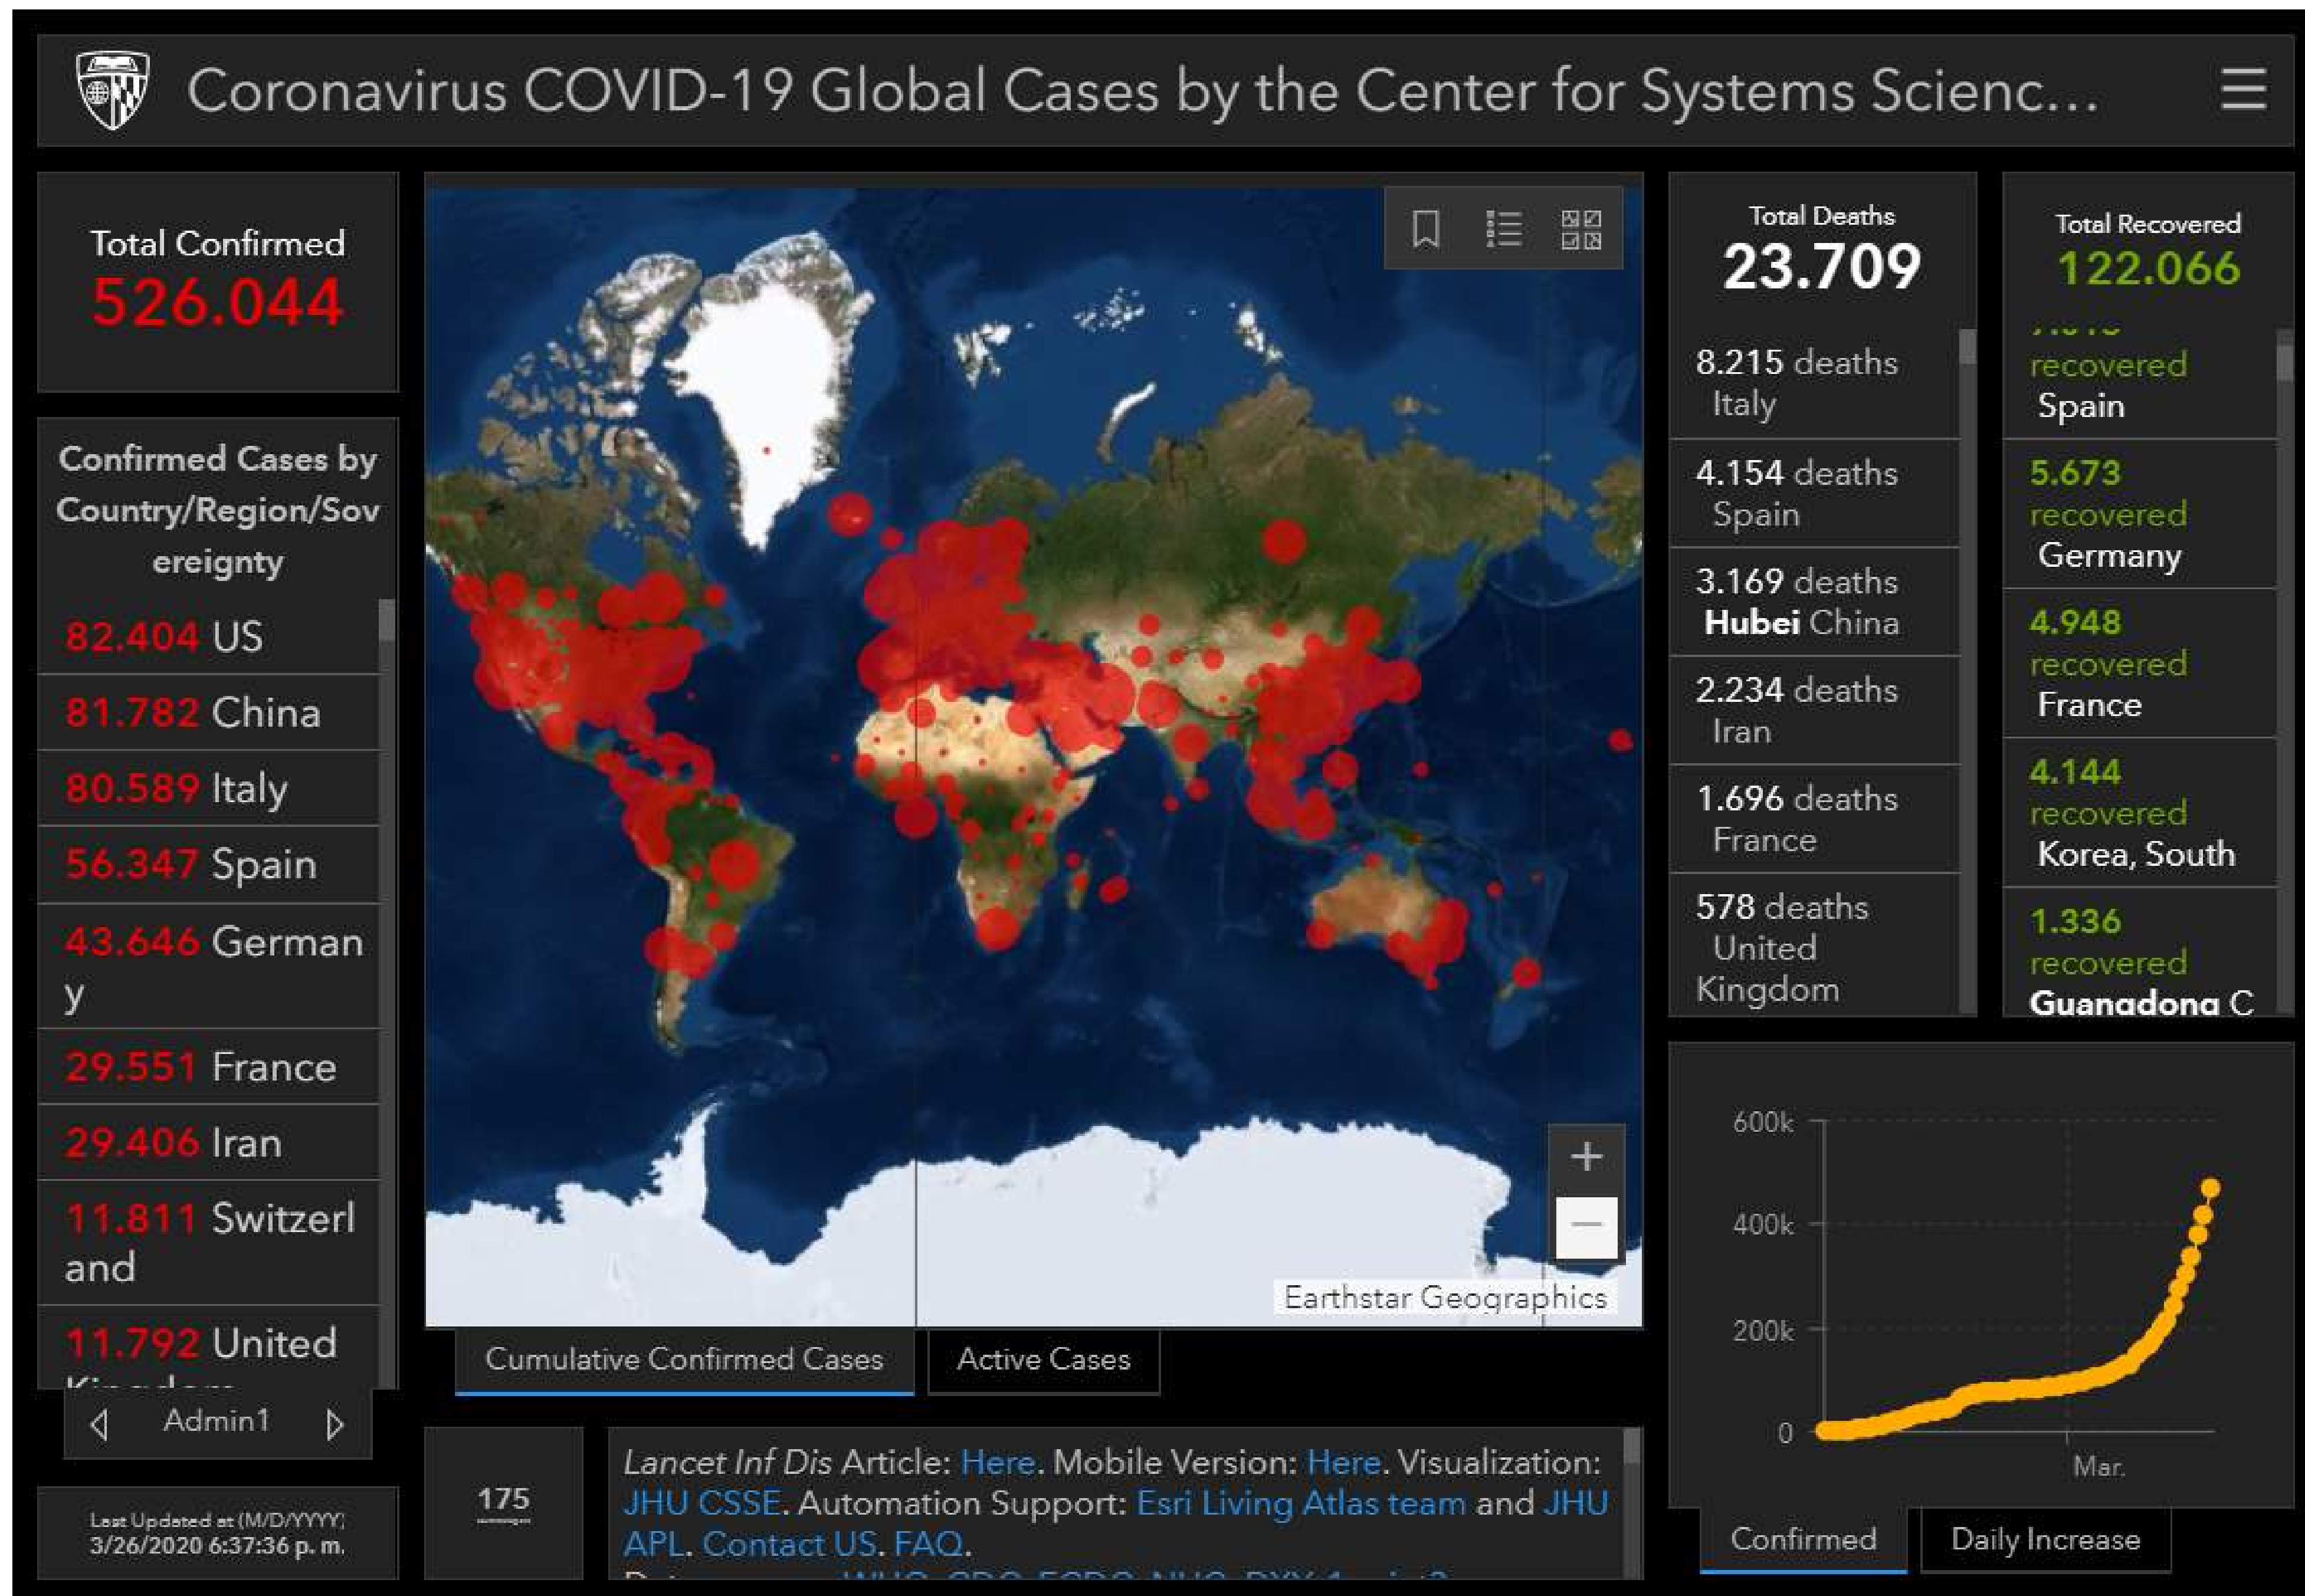 Coronavirus COVID-19 Global Cases by the Center for Systems Scienc...
Total Confirmed
526.044
Confirmed Cases by
Country/Region/Sov
ereignty
82.404 US
81.782 China
80.589 Italy
56.347 Spain
43.646 German
y
29.551 France
29.406 Iran
11.811 Switzerl
and
11.792 United
Kingdom
Admin1
Last Updated at (M/D/YYYY)
3/26/2020 6:37:36 p. m.
Earthstar Geographics
Cumulative Confirmed Cases
Active Cases
175
Lancet Inf Dis Article: Here. Mobile Version: Here. Visualization:
JHU CSSE. Automation Support: Esri Living Atlas team and JHU
APL. Contact US. FAQ.
Total Deaths
23.709
8.215 deaths
Italy
4.154 deaths
Spain
3.169 deaths
Hubei China
2.234 deaths
Iran
1.696 deaths
France
578 deaths
United
Kingdom
Total Recovered
122.066
recovered
Spain
5.673
recovered
Germany
4.948
recovered
France
4.144
recovered
Korea, South
1.336
recovered
Guangdong C
600k
400k
200k
0
Mar.
Confirmed
Daily Increase